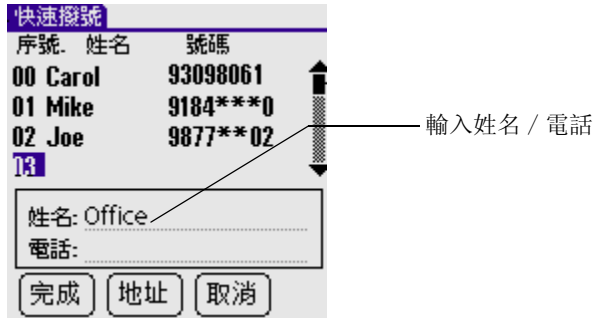 快速撥號
序號. 姓名 號碼
00 Carol 93098061
01 Mike 9184***0
02 Joe 9877**02
03
輸入姓名 / 電話
姓名: Office
電話:
完成 地址 取消